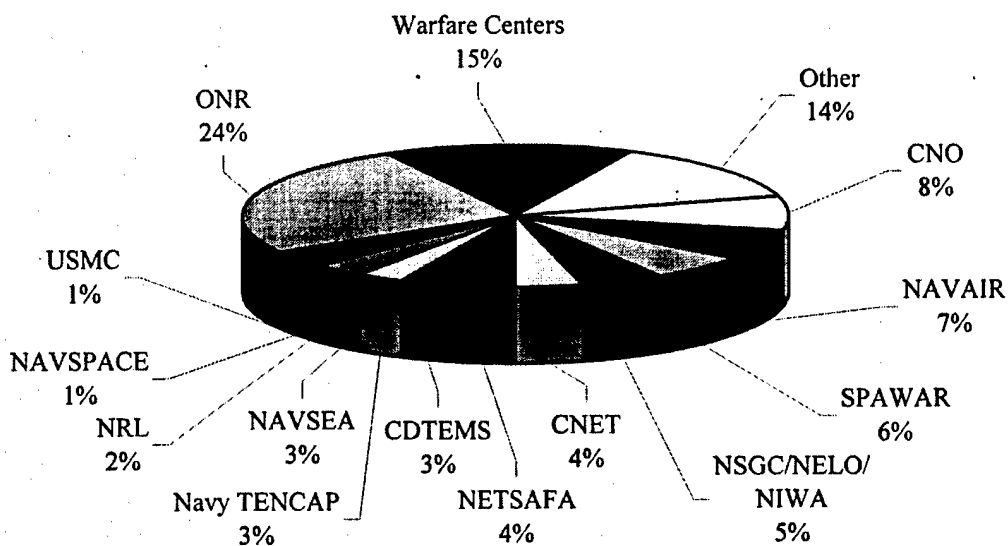 Warfare Centers
15%
Other
14%
ONR
24%
CNO
8%
USMC
1%
NAVAIR
7%
NAVSPACE
1%
SPAWAR
6%
NRL
2%
NAVSEA
3%
CDTEMS
3%
CNET
4%
NSGC/NELO/
NIWA
5%
Navy TENCAP
3%
NETSAFA
4%